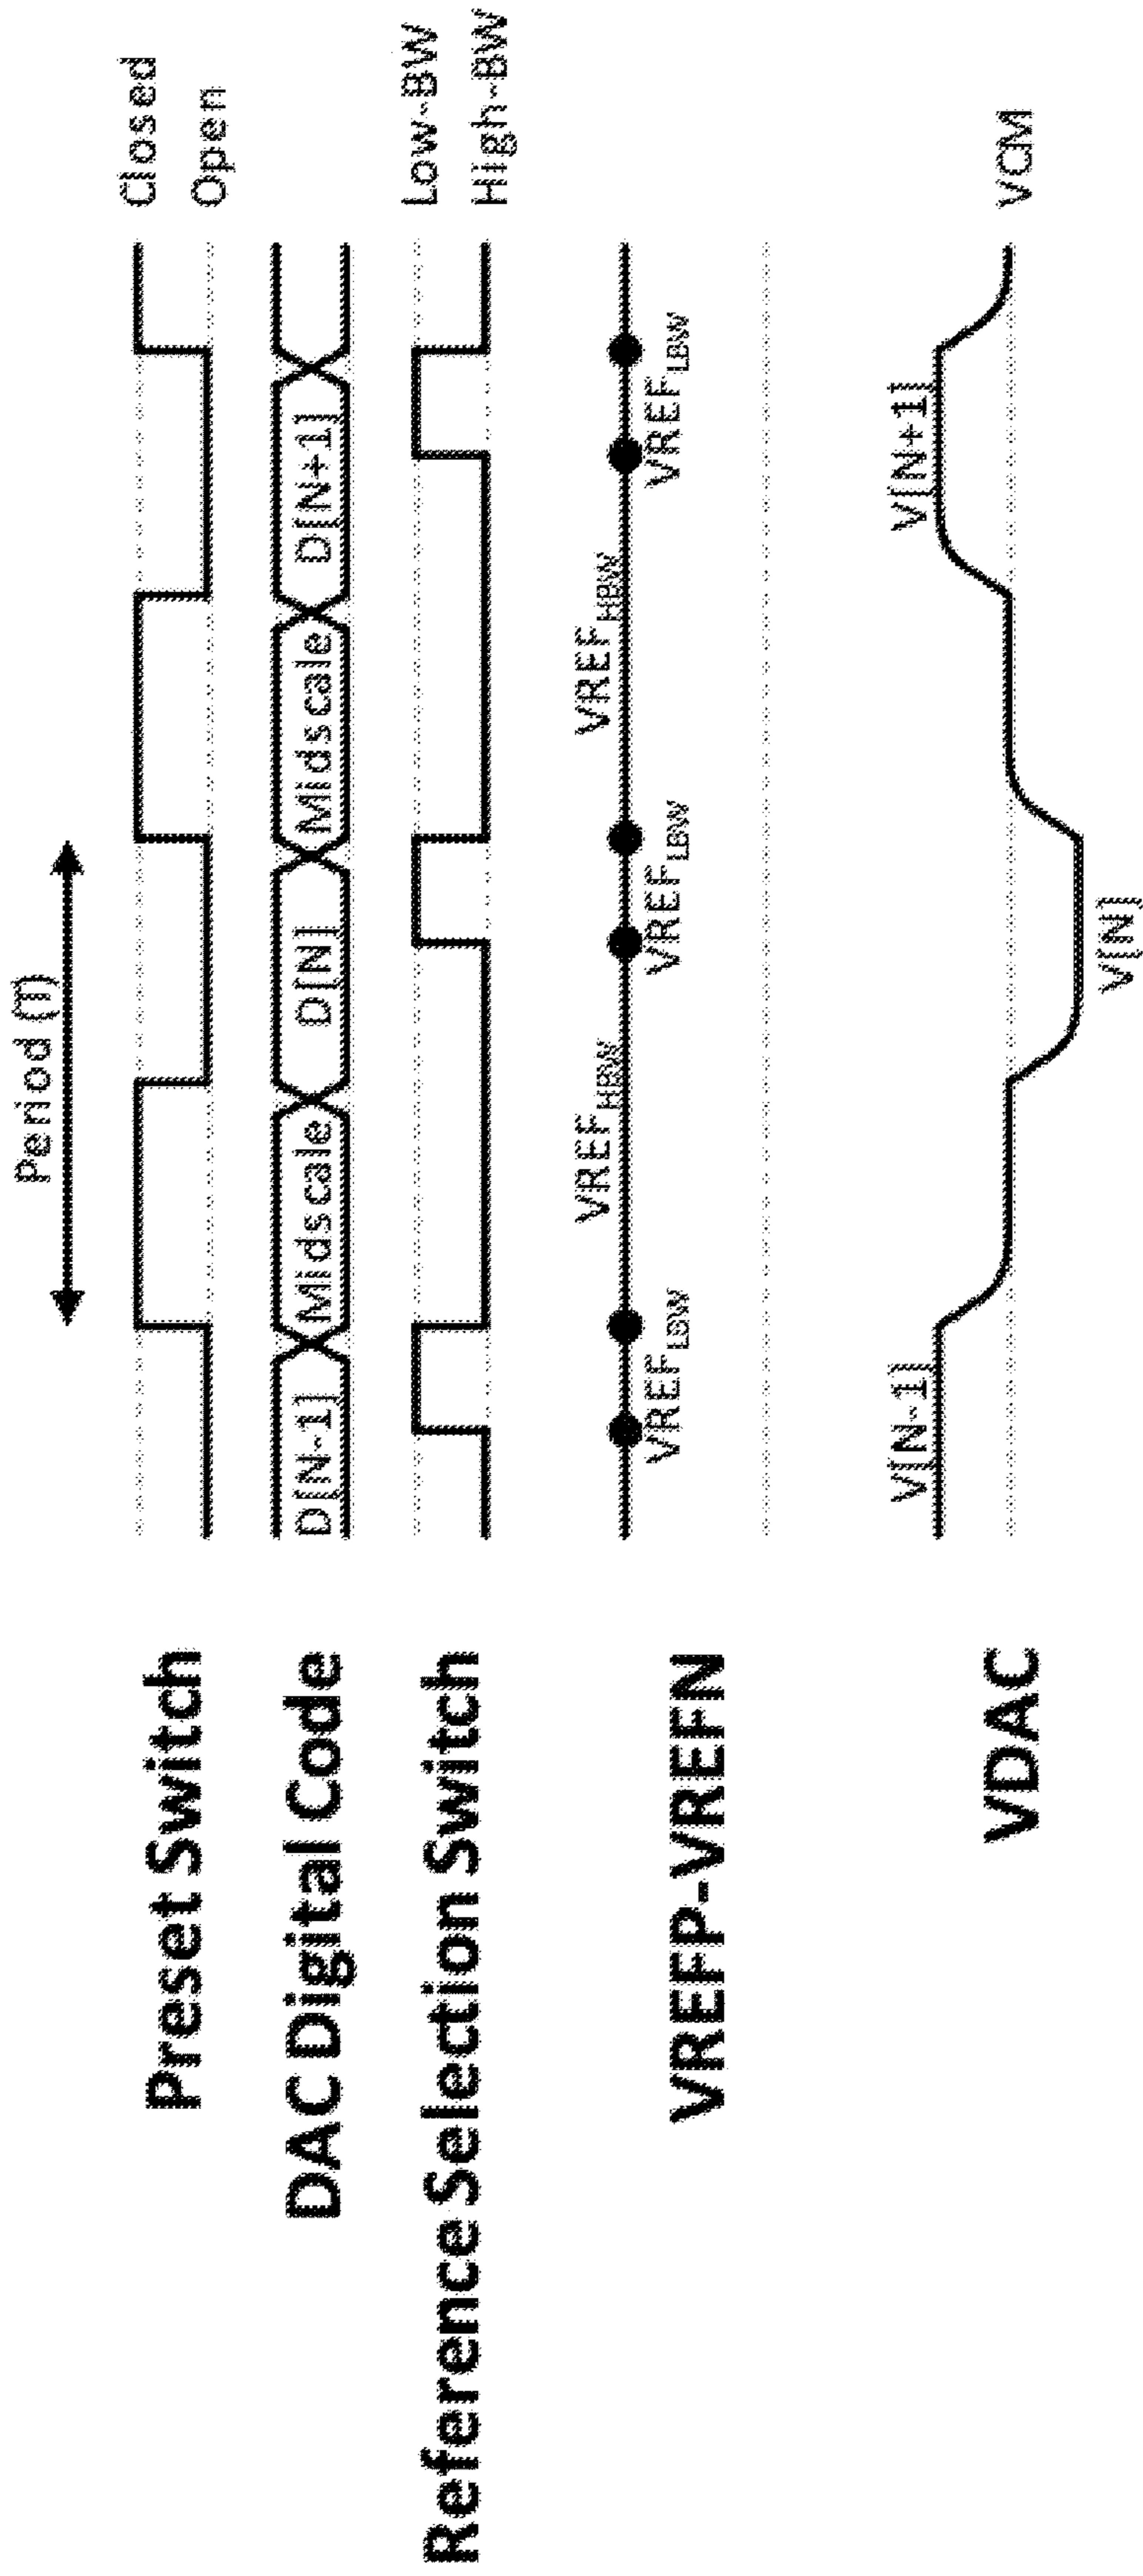 Period (T)
Preset Switch
Closed
Open
DAC Digital Code
D[N-1]
Midscale
D[N]
Midscale
D[N+1]
Reference Selection Switch
Low-BW
High-BW
VREFP-VREFN
VREF_LBW
VREF_HBW
VREF_LBW
VREF_HBW
VREF_LBW
VDAC
V[N-1]
V[N]
V[N+1]
VCM